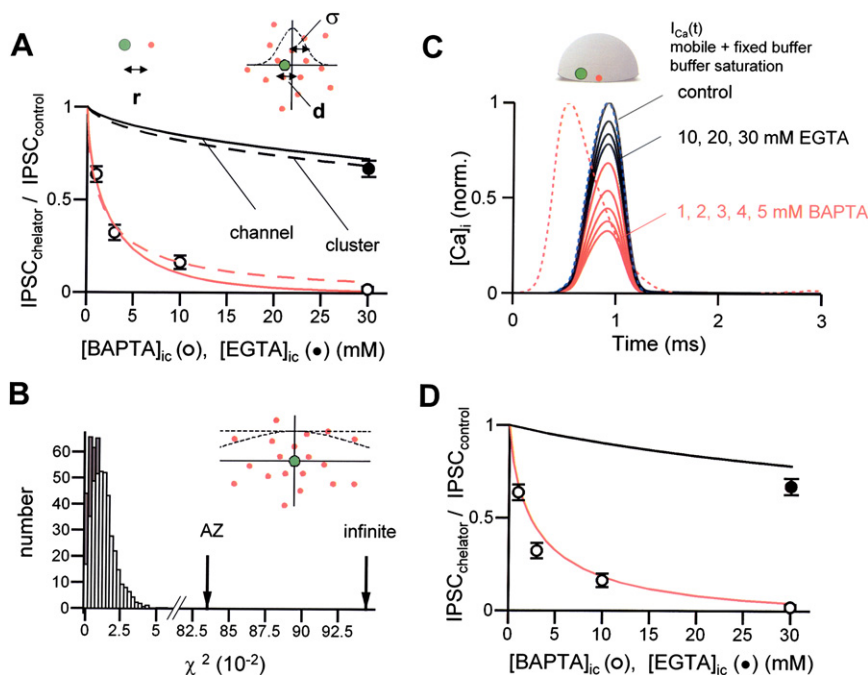 A
r
σ
d
IPSC_chelator / IPSC_control
1
0.5
0
channel
cluster
0 5 10 15 20 25 30
[BAPTA]_ic (o), [EGTA]_ic (●) (mM)
B
number
60
50
40
30
20
10
0
AZ
infinite
0 2.5 5 82.5 85 87.5 90 92.5
χ 2 (10-2)
C
I_Ca(t)
mobile + fixed buffer
buffer saturation
control
10, 20, 30 mM EGTA
1, 2, 3, 4, 5 mM BAPTA
[Ca]_i (norm.)
1
0.5
0
0 1 2 3
Time (ms)
D
IPSC_chelator / IPSC_control
1
0.5
0
0 5 10 15 20 25 30
[BAPTA]_ic (o), [EGTA]_ic (●) (mM)